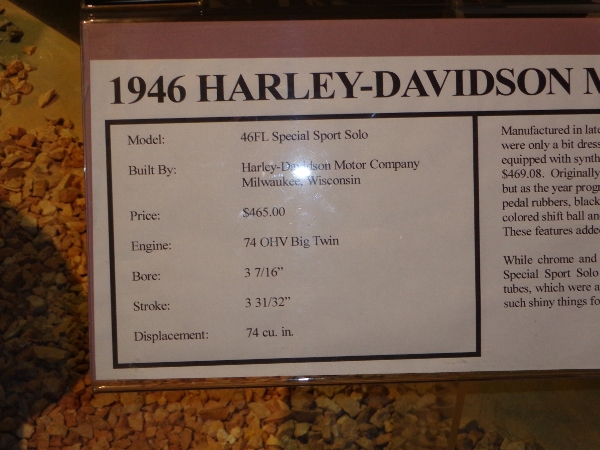 1946 HARLEY-DAVIDSON
Model: 46FL Special Sport Solo
Built By: Harley-Davidson Motor Company
Milwaukee, Wisconsin
Price: $465.00
Engine: 74 OHV Big Twin
Bore: 3 7/16”
Stroke: 3 31/32”
Displacement: 74 cu. in.
Manufactured in late
were only a bit dress
equipped with synth
$469.08. Originally
but as the year progr
pedal rubbers, black
colored shift ball an
These features adde
While chrome and
Special Sport Solo
tubes, which were a
such shiny things fo